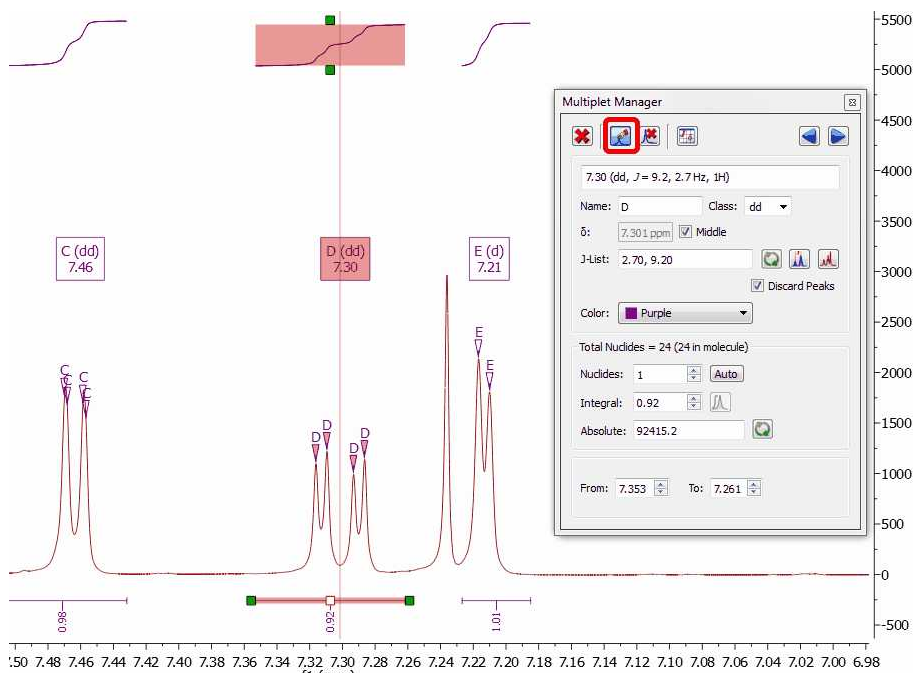 5500
5000
4500
4000
3500
3000
2500
2000
1500
1000
500
0
-500
C (dd)
7.46
D (dd)
7.30
E (d)
7.21
C
C
C
C
D
D
D
D
E
E
0.98
0.92
1.01
Multiplet Manager
7.30 (dd, J = 9.2, 2.7 Hz, 1H)
Name: D Class: dd
δ: 7.301 ppm Middle
J-List: 2.70, 9.20
Discard Peaks
Color: Purple
Total Nuclides = 24 (24 in molecule)
Nuclides: 1 Auto
Integral: 0.92
Absolute: 92415.2
From: 7.353 To: 7.261
.50 7.48 7.46 7.44 7.42 7.40 7.38 7.36 7.34 7.32 7.30 7.28 7.26 7.24 7.22 7.20 7.18 7.16 7.14 7.12 7.10 7.08 7.06 7.04 7.02 7.00 6.98